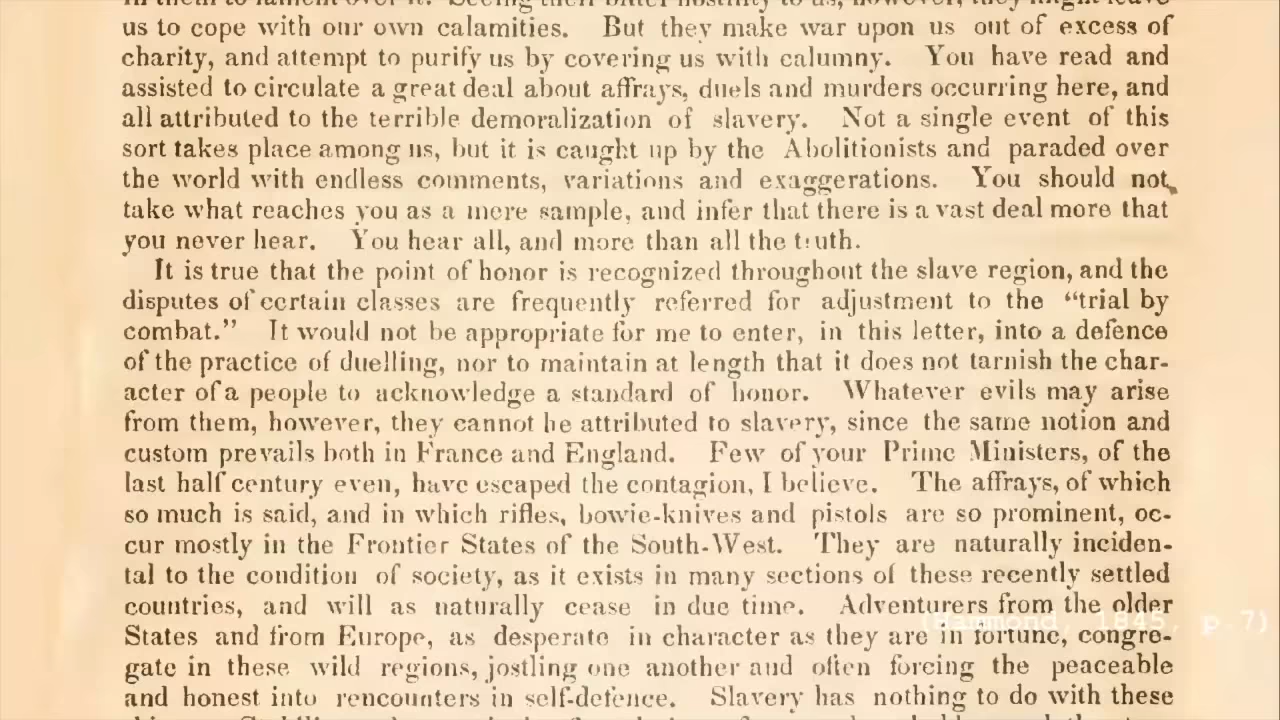 us to cope with our own calamities. But they make war upon us out of excess of
charity, and attempt to purify us by covering us with calumny. You have read and
assisted to circulate a great deal about affrays, duels and murders occurring here, and
all attributed to the terrible demoralization of slavery. Not a single event of this
sort takes place among us, but it is caught up by the Abolitionists and paraded over
the world with endless comments, variations and exaggerations. You should not
take what reaches you as a mere sample, and infer that there is a vast deal more that
you never hear. You hear all, and more than all the truth.
It is true that the point of honor is recognized throughout the slave region, and the
disputes of certain classes are frequently referred for adjustment to the “trial by
combat.” It would not be appropriate for me to enter, in this letter, into a defence
of the practice of duelling, nor to maintain at length that it does not tarnish the char-
acter of a people to acknowledge a standard of honor. Whatever evils may arise
from them, however, they cannot be attributed to slavery, since the same notion and
custom prevails both in France and England. Few of your Prime Ministers, of the
last half century even, have escaped the contagion, I believe. The affrays, of which
so much is said, and in which rifles, bowie-knives and pistols are so prominent, oc-
cur mostly in the Frontier States of the South-West. They are naturally inciden-
tal to the condition of society, as it exists in many sections of these recently settled
countries, and will as naturally cease in due time. Adventurers from the older
(Hammond, 1845, p.7)
States and from Europe, as desperate in character as they are in fortune, congre-
gate in these wild regions, jostling one another and often forcing the peaceable
and honest into rencounters in self-defence. Slavery has nothing to do with these